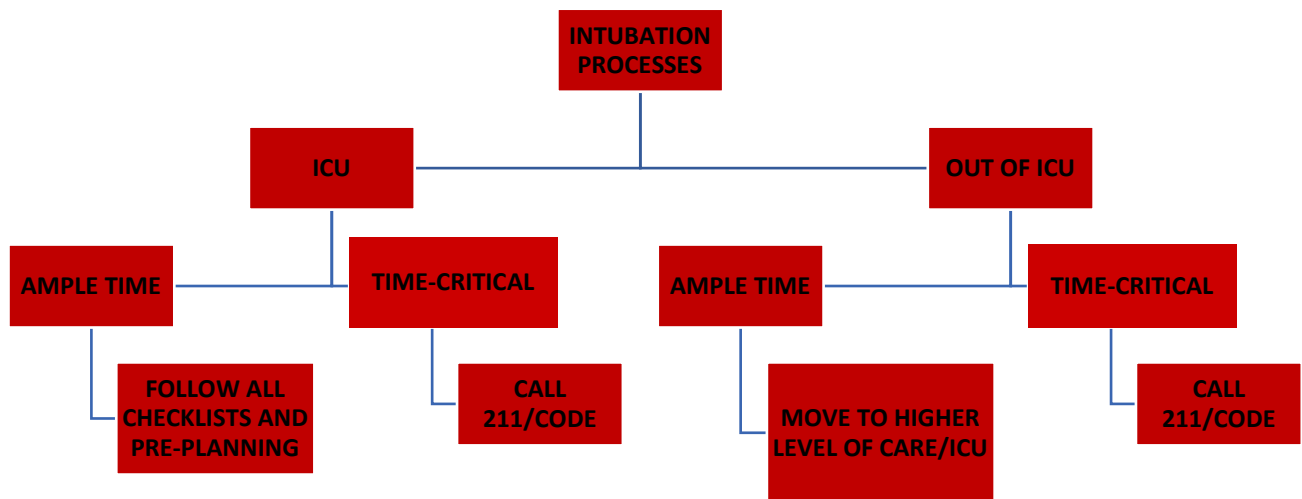 INTUBATION
PROCESSES
ICU
OUT OF ICU
AMPLE TIME
TIME-CRITICAL
AMPLE TIME
TIME-CRITICAL
FOLLOW ALL
CHECKLISTS AND
PRE-PLANNING
CALL
211/CODE
MOVE TO HIGHER
LEVEL OF CARE/ICU
CALL
211/CODE